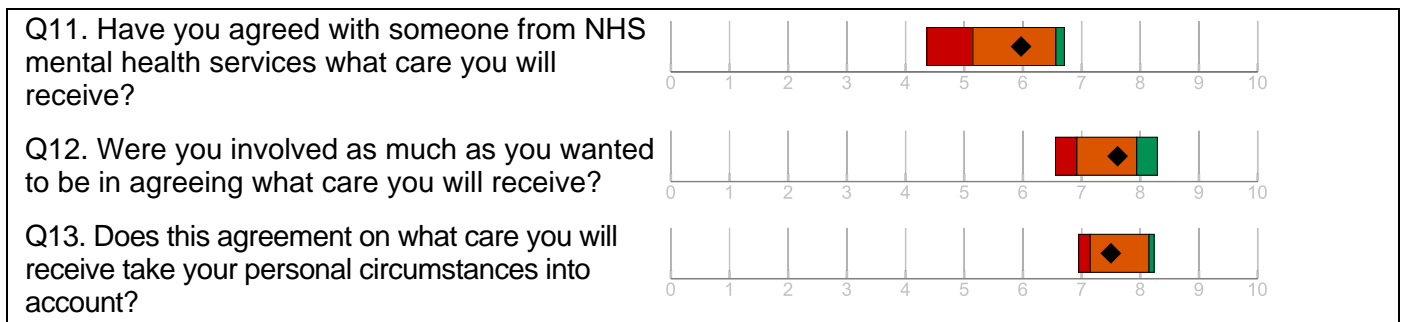 Q11. Have you agreed with someone from NHS
mental health services what care you will
receive?
0 1 2 3 4 5 6 7 8 9 10
Q12. Were you involved as much as you wanted
to be in agreeing what care you will receive?
0 1 2 3 4 5 6 7 8 9 10
Q13. Does this agreement on what care you will
receive take your personal circumstances into
account?
0 1 2 3 4 5 6 7 8 9 10